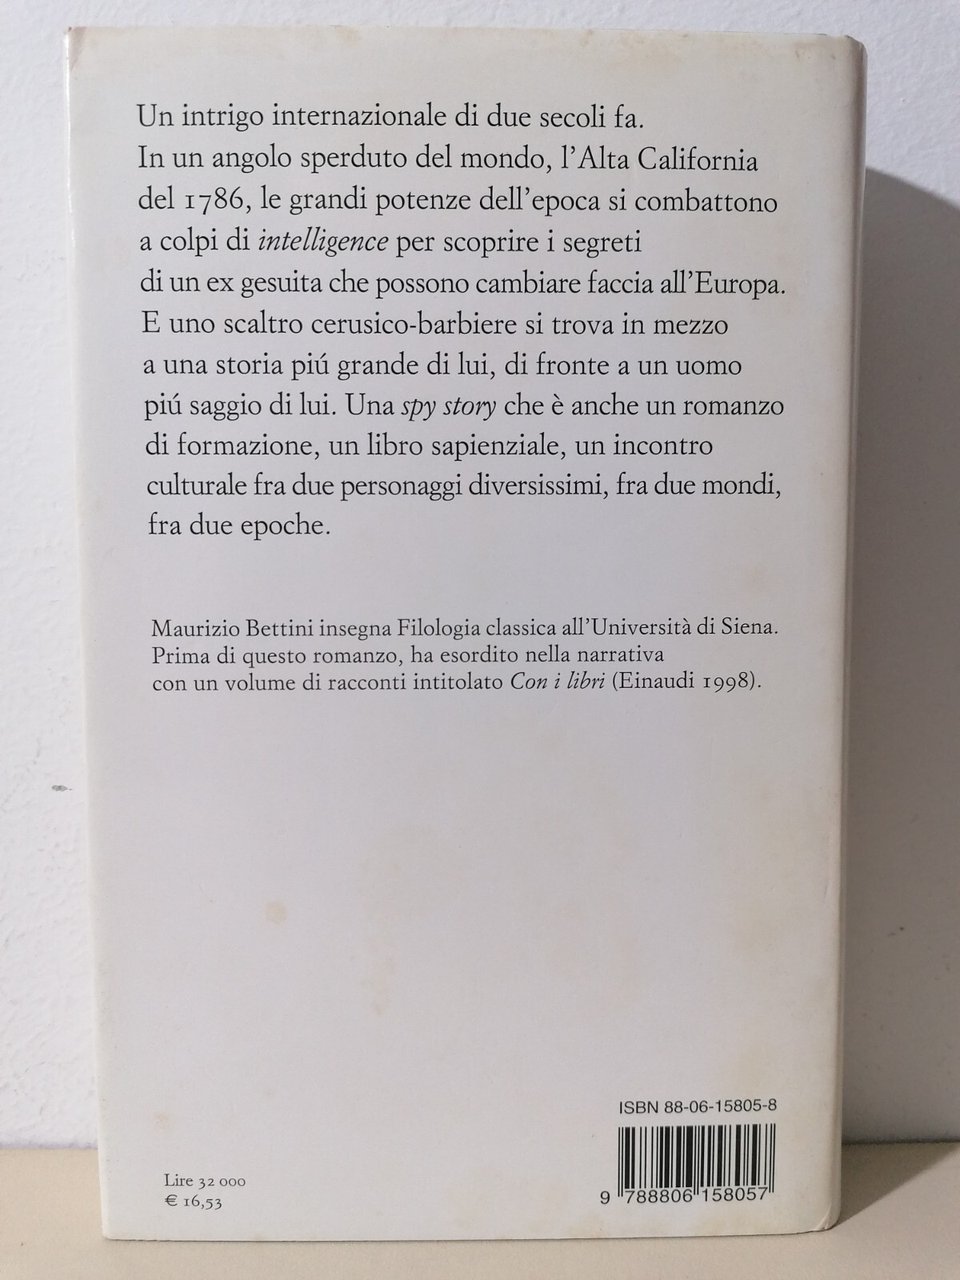 Un intrigo internazionale di due secoli fa.
In un angolo sperduto del mondo, l'Alta California
del 1786, le grandi potenze dell'epoca si combattono
a colpi di intelligence per scoprire i segreti
di un ex gesuita che possono cambiare faccia all'Europa.
E uno scaltro cerusico-barbiere si trova in mezzo
a una storia piú grande di lui, di fronte a un uomo
piú saggio di lui. Una spy story che è anche un romanzo
di formazione, un libro sapienziale, un incontro
culturale fra due personaggi diversissimi, fra due mondi,
fra due epoche.
Maurizio Bettini insegna Filologia classica all'Università di Siena.
Prima di questo romanzo, ha esordito nella narrativa
con un volume di racconti intitolato Con i libri (Einaudi 1998).
ISBN 88-06-15805-8
9 788806 158057
Lire 32 000
€ 16,53